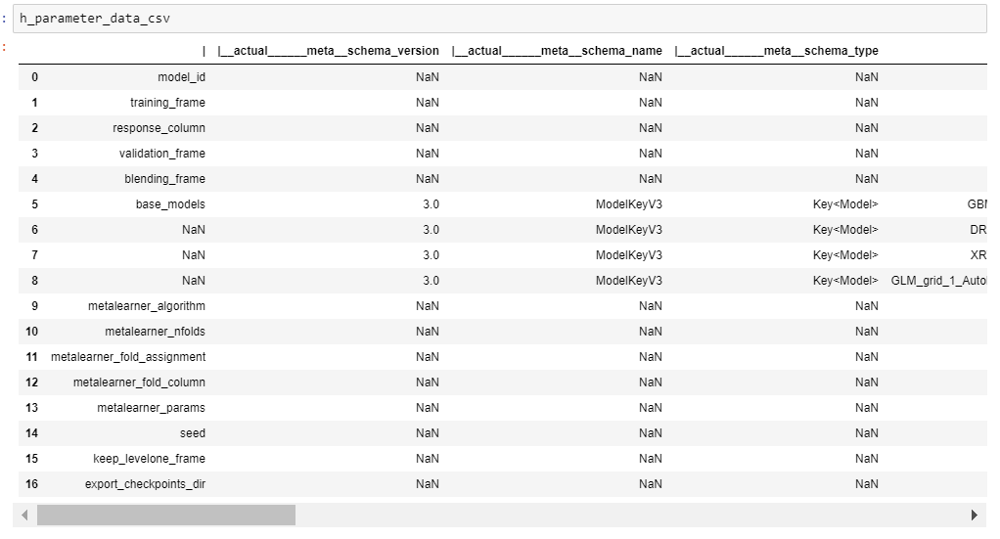 : h_parameter_data_csv
:
| |__actual______meta__schema_version |__actual______meta__schema_name |__actual______meta__schema_type
0 model_id NaN NaN NaN
1 training_frame NaN NaN NaN
2 response_column NaN NaN NaN
3 validation_frame NaN NaN NaN
4 blending_frame NaN NaN NaN
5 base_models 3.0 ModelKeyV3 Key<Model> GBM
6 NaN 3.0 ModelKeyV3 Key<Model> DR
7 NaN 3.0 ModelKeyV3 Key<Model> XR
8 NaN 3.0 ModelKeyV3 Key<Model> GLM_grid_1_Auto
9 metalearner_algorithm NaN NaN NaN
10 metalearner_nfolds NaN NaN NaN
11 metalearner_fold_assignment NaN NaN NaN
12 metalearner_fold_column NaN NaN NaN
13 metalearner_params NaN NaN NaN
14 seed NaN NaN NaN
15 keep_levelone_frame NaN NaN NaN
16 export_checkpoints_dir NaN NaN NaN